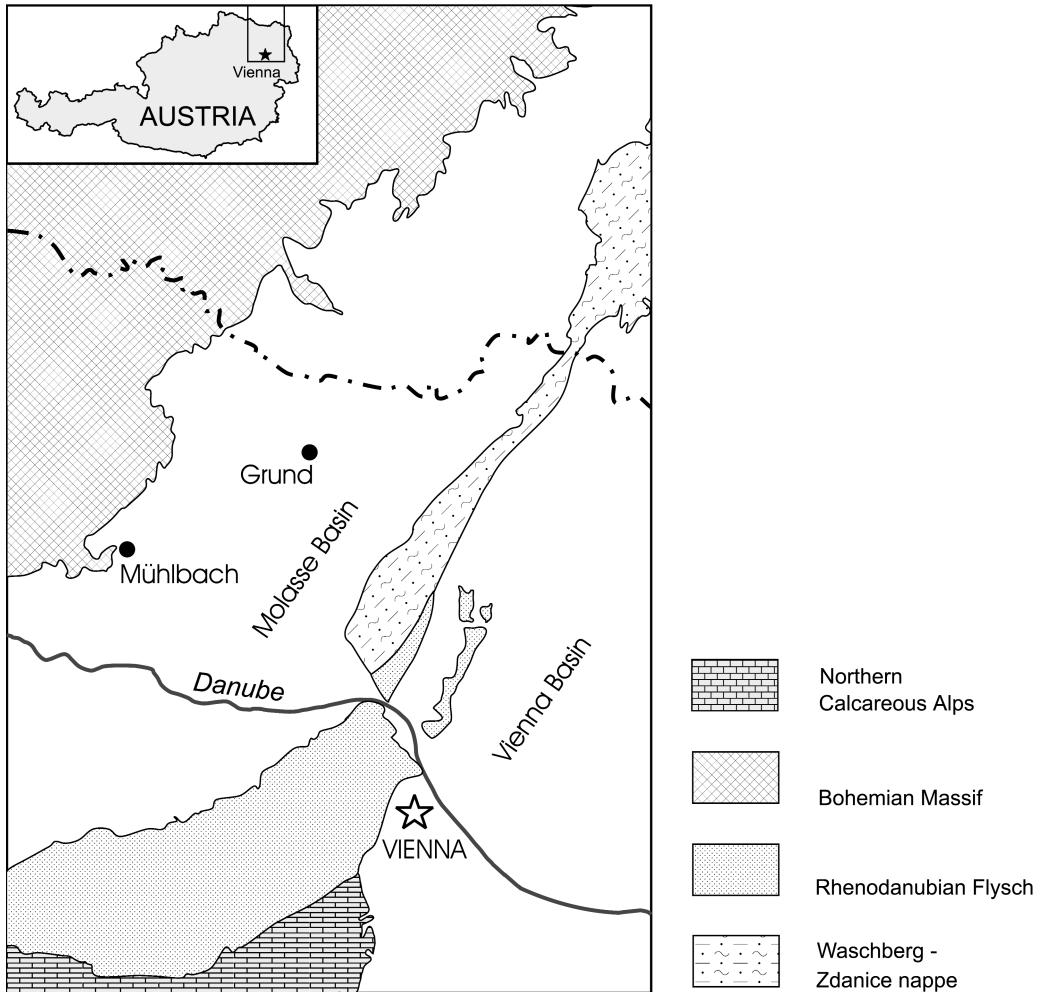 Vienna
AUSTRIA
Grund
Molasse Basin
Mühlbach
Danube
Vienna Basin
VIENNA
Northern
Calcareous Alps
Bohemian Massif
Rhenodanubian Flysch
Waschberg -
Zdanice nappe